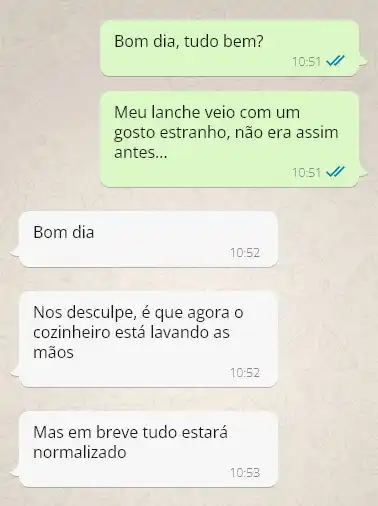 Bom dia, tudo bem?
10:51
Meu lanche veio com um
gosto estranho, não era assim
antes...
10:51
Bom dia
10:52
Nos desculpe, é que agora o
cozinheiro está lavando as
mãos
10:52
Mas em breve tudo estará
normalizado
10:53